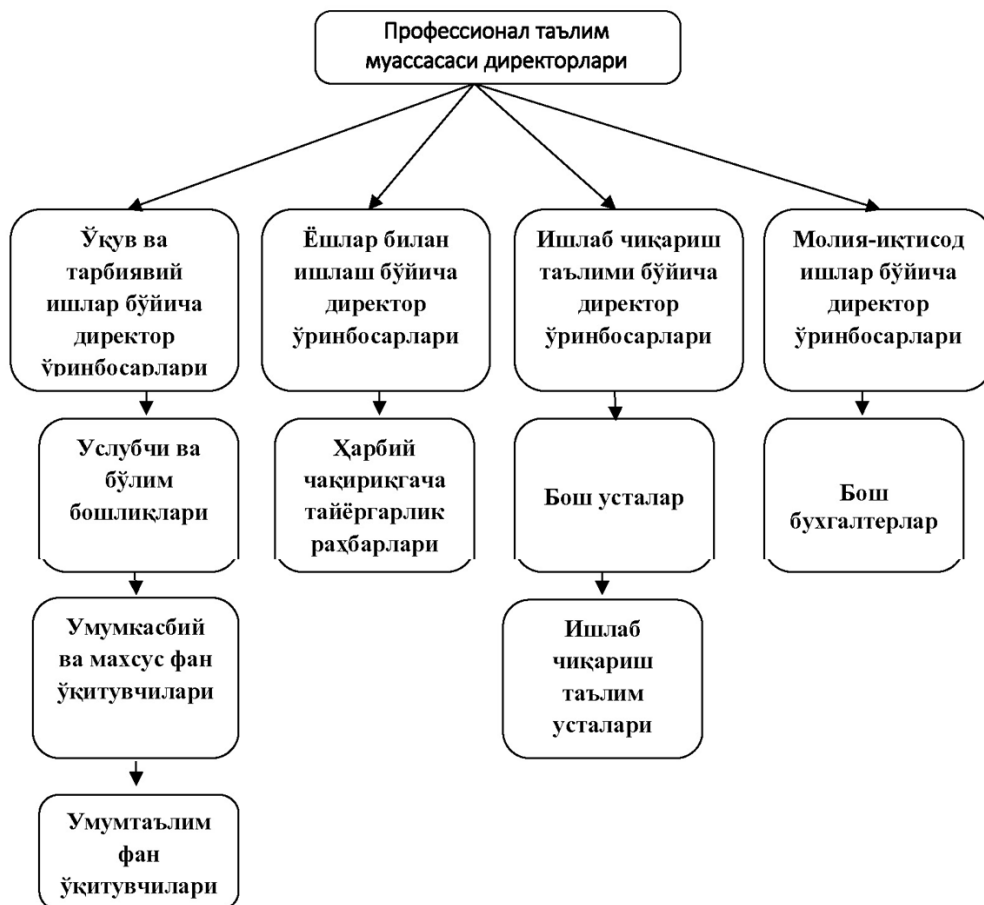 Профессионал таълим
муассасаси директорлари
Ўқув ва
тарбиявий
ишлар бўйича
директор
ўринбосарлари
Ёшлар билан
ишлаш бўйича
директор
ўринбосарлари
Ишлаб чиқариш
таълими бўйича
директор
ўринбосарлари
Молия-иқтисод
ишлар бўйича
директор
ўринбосарлари
Услубчи ва
бўлим
бошлиқлари
Ҳарбий
чақириқгача
тайёргарлик
раҳбарлари
Бош усталар
Бош
бухгалтерлар
Умумкасбий
ва махсус фан
ўқитувчилари
Ишлаб
чиқариш
таълим
усталари
Умумтаълим
фан
ўқитувчилари